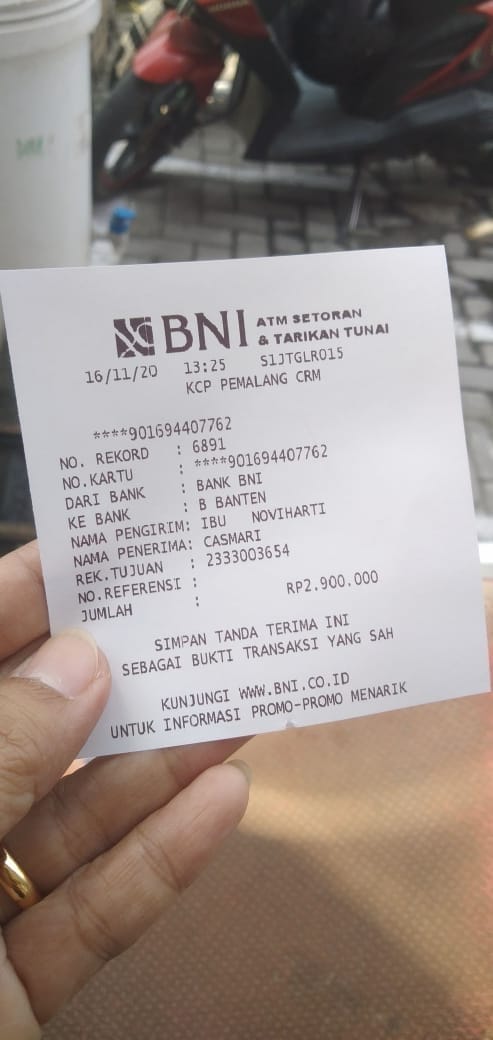 BNI ATM SETORAN
& TARIKAN TUNAI
16/11/20 13:25 S1JTGLR015
KCP PEMALANG CRM
****901694407762
NO. REKORD : 6891
NO.KARTU : ****901694407762
DARI BANK : BANK BNI
KE BANK : B BANTEN
NAMA PENGIRIM: IBU NOVIHARTI
NAMA PENERIMA: CASMARI
REK.TUJUAN : 2333003654
NO.REFERENSI :
JUMLAH : RP2.900.000
SIMPAN TANDA TERIMA INI
SEBAGAI BUKTI TRANSAKSI YANG SAH
KUNJUNGI WWW.BNI.CO.ID
UNTUK INFORMASI PROMO-PROMO MENARIK